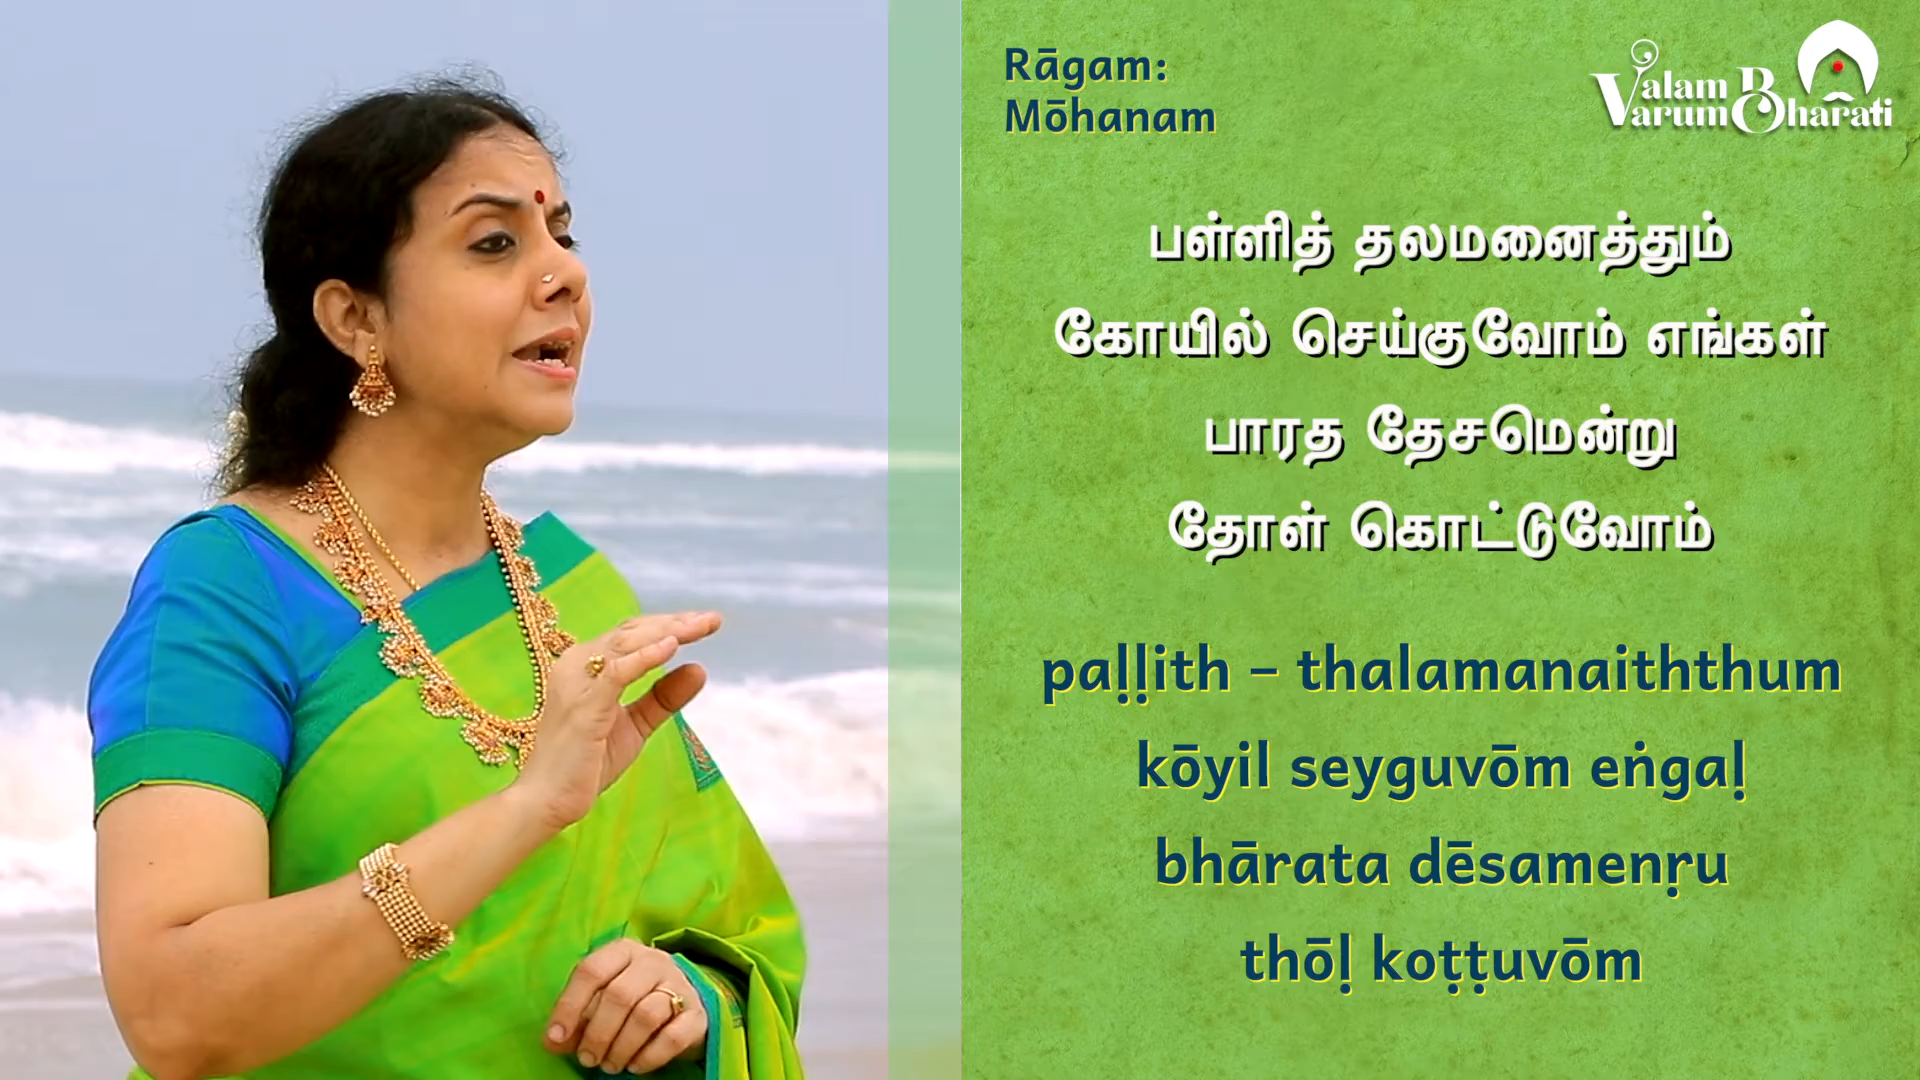 Rāgam:
Mōhanam
Valam Varum Bharati
பள்ளித் தலமனைத்தும்
கோயில் செய்குவோம் எங்கள்
பாரத தேசமென்று
தோள் கொட்டுவோம்
paḷḷith – thalamanaiththum
kōyil seyguvōm eṅgaḷ
bhārata dēsamenṛu
thōḷ koṭṭuvōm